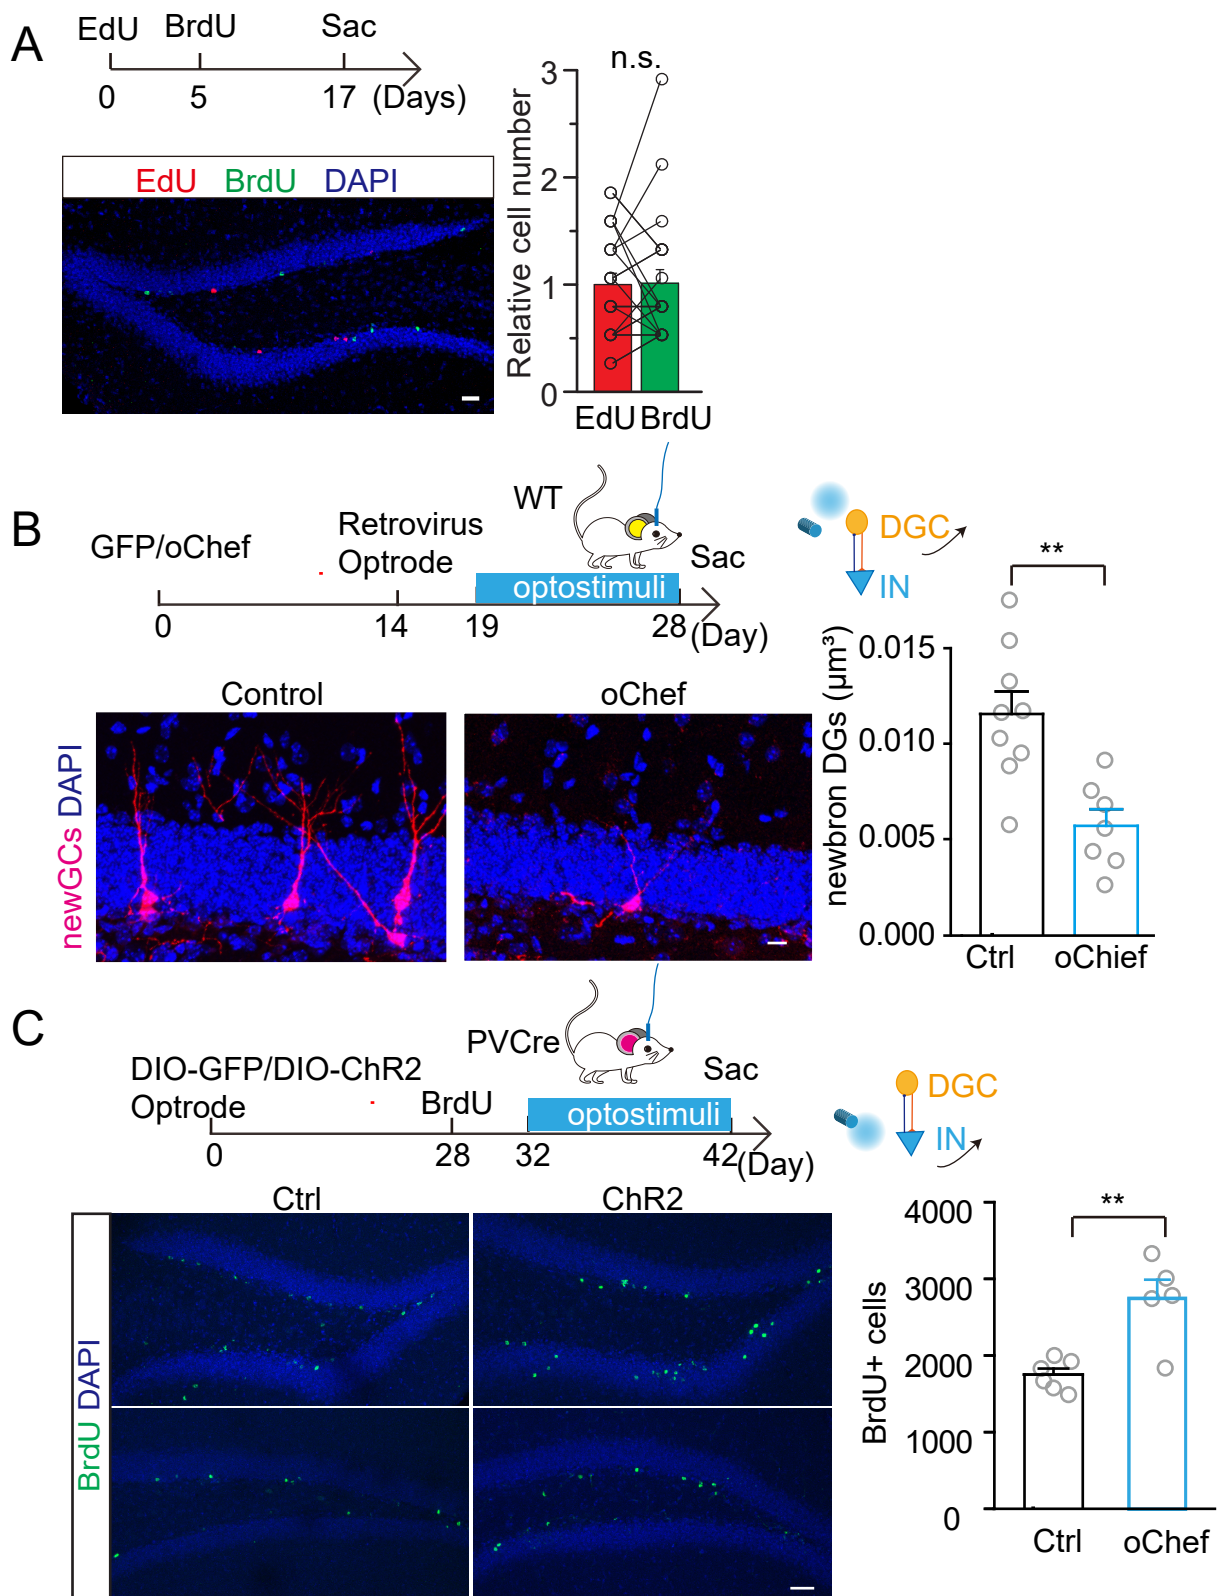 A
EdU BrdU Sac
0 5 17 (Days)
EdU BrdU DAPI
n.s.
Relative cell number
3
2
1
0
EdU BrdU
B
GFP/oChef
Retrovirus
Optrode
WT
Sac
optostimuli
0 14 19 28 (Day)
DGC
IN
Control
oChef
newGCs DAPI
**
newbron DGs (μm³)
0.015
0.010
0.005
0.000
Ctrl oChief
C
DIO-GFP/DIO-ChR2
Optrode
BrdU
PVCre
Sac
optostimuli
0 28 32 42 (Day)
DGC
IN
Ctrl
ChR2
BrdU DAPI
**
BrdU+ cells
4000
3000
2000
1000
0
Ctrl oChef